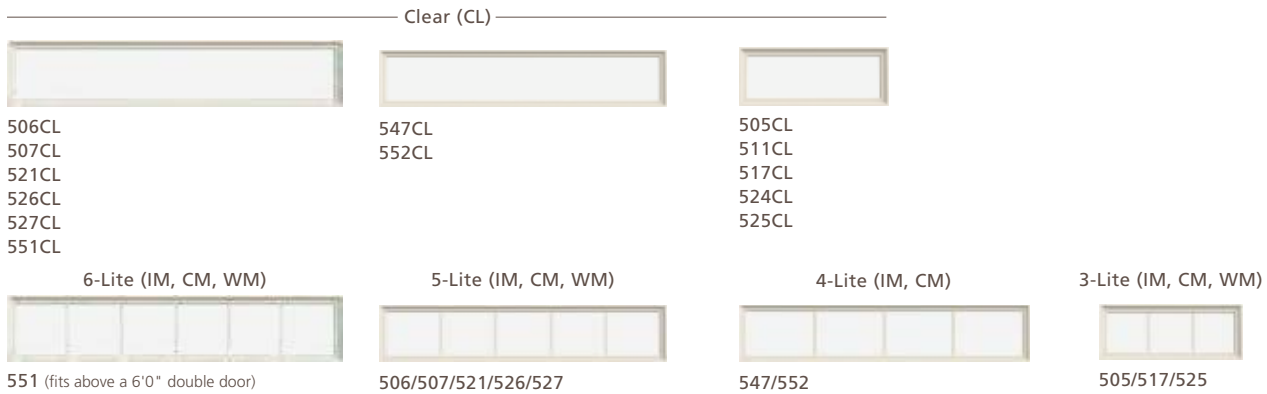 Clear (CL)
506CL
507CL
521CL
526CL
527CL
551CL
547CL
552CL
505CL
511CL
517CL
524CL
525CL
6-Lite (IM, CM, WM)
551 (fits above a 6'0" double door)
5-Lite (IM, CM, WM)
506/507/521/526/527
4-Lite (IM, CM)
547/552
3-Lite (IM, CM, WM)
505/517/525